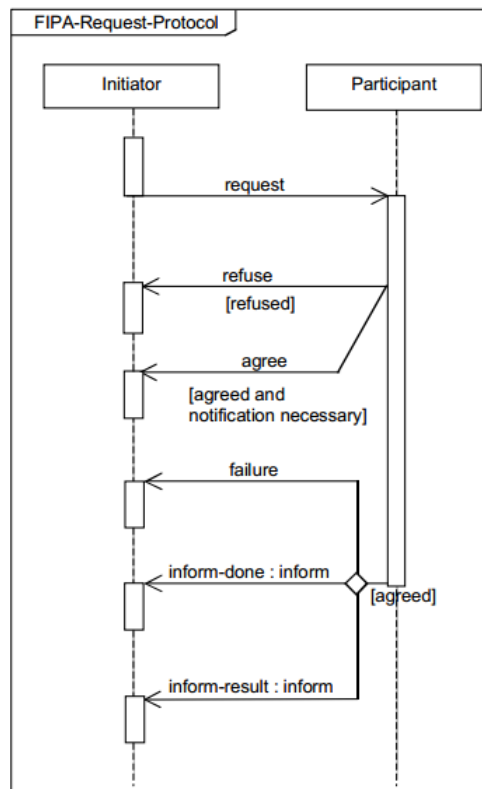 FIPA-Request-Protocol
Initiator
Participant
request
refuse
[refused]
agree
[agreed and
notification necessary]
failure
inform-done : inform
[agreed]
inform-result : inform